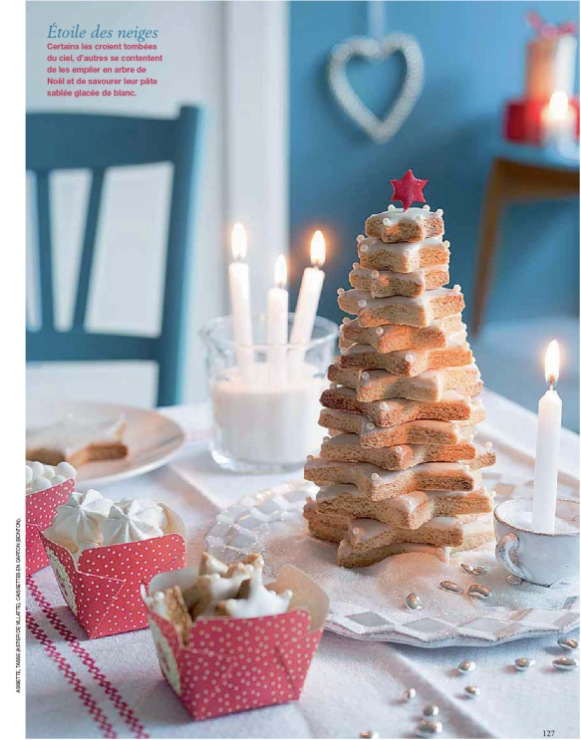 Étoile des neiges
Certains les croient tombées
du ciel, d'autres se contentent
de les empiler en arbre de
Noël et de savourer leur pâte
sablée glacée de blanc.
ASSIETTE, TASSE (ASTIER DE VILLATTE). CAISSETTES EN CARTON (BONTON).
127